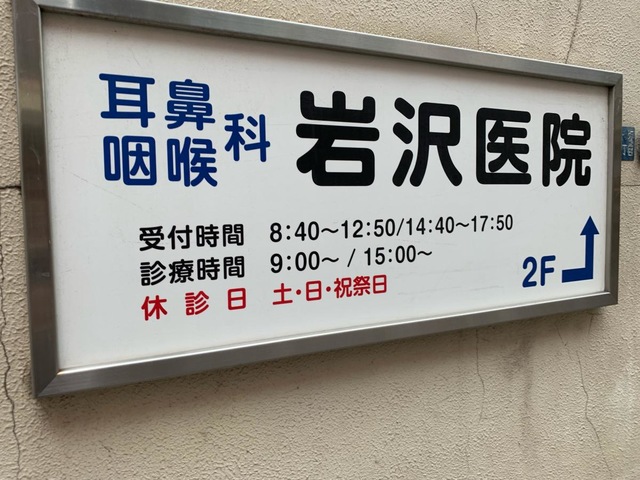 耳鼻咽喉科 岩沢医院
受付時間 8:40～12:50/14:40～17:50
診療時間 9:00～ / 15:00～
休診日 土・日・祝祭日
2F